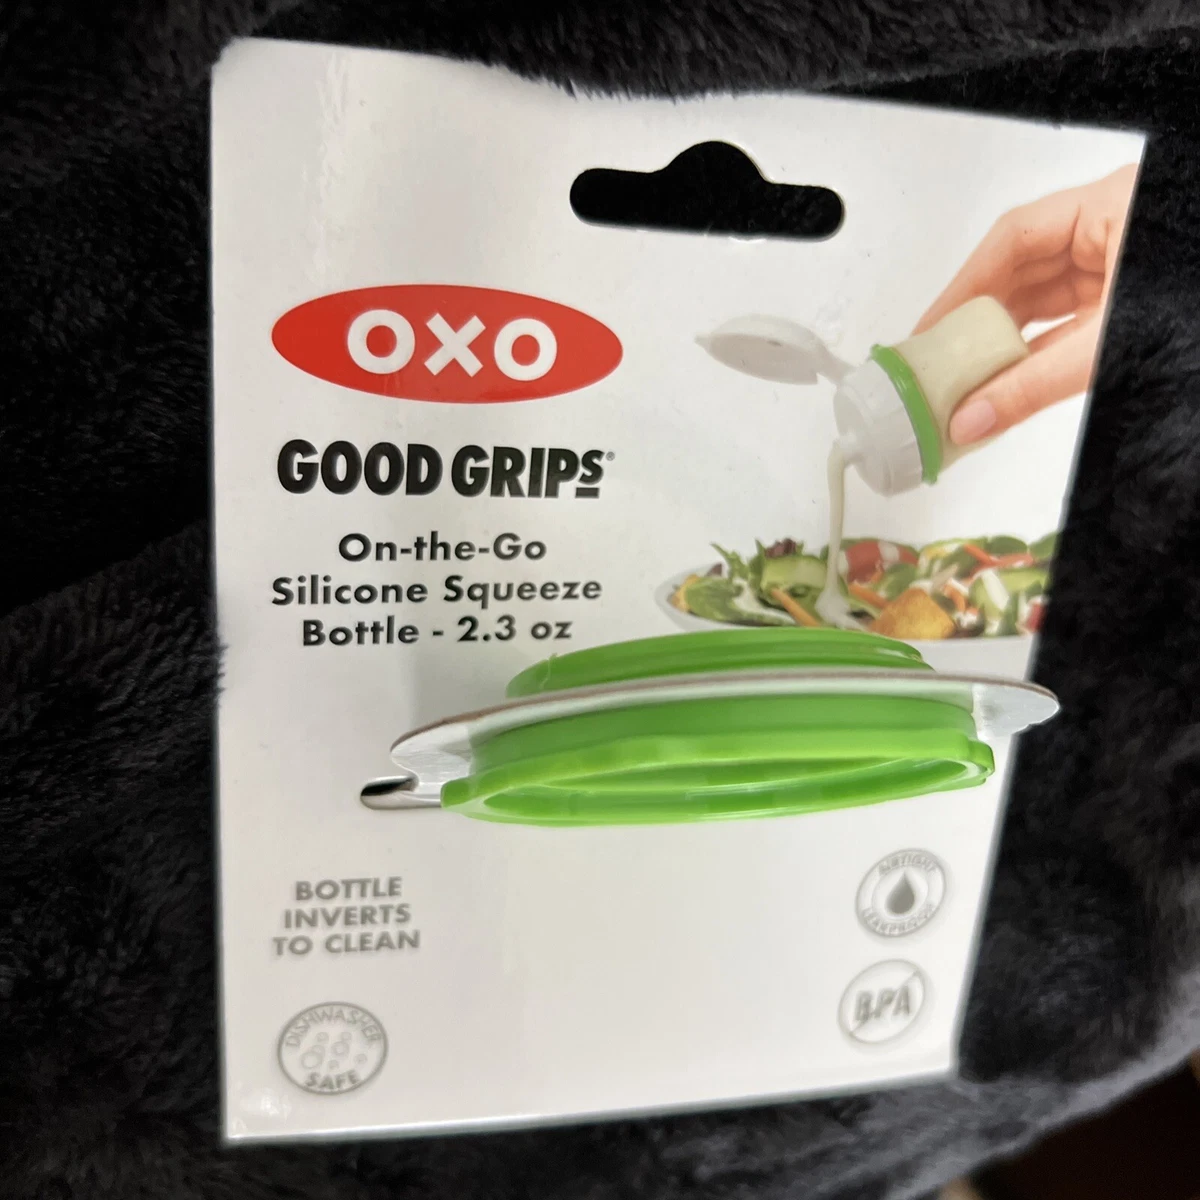 OXO
GOOD GRIPS®
On-the-Go
Silicone Squeeze
Bottle - 2.3 oz
BOTTLE
INVERTS
TO CLEAN
AIRTIGHT
LEAKPROOF
BPA
DISHWASHER
SAFE